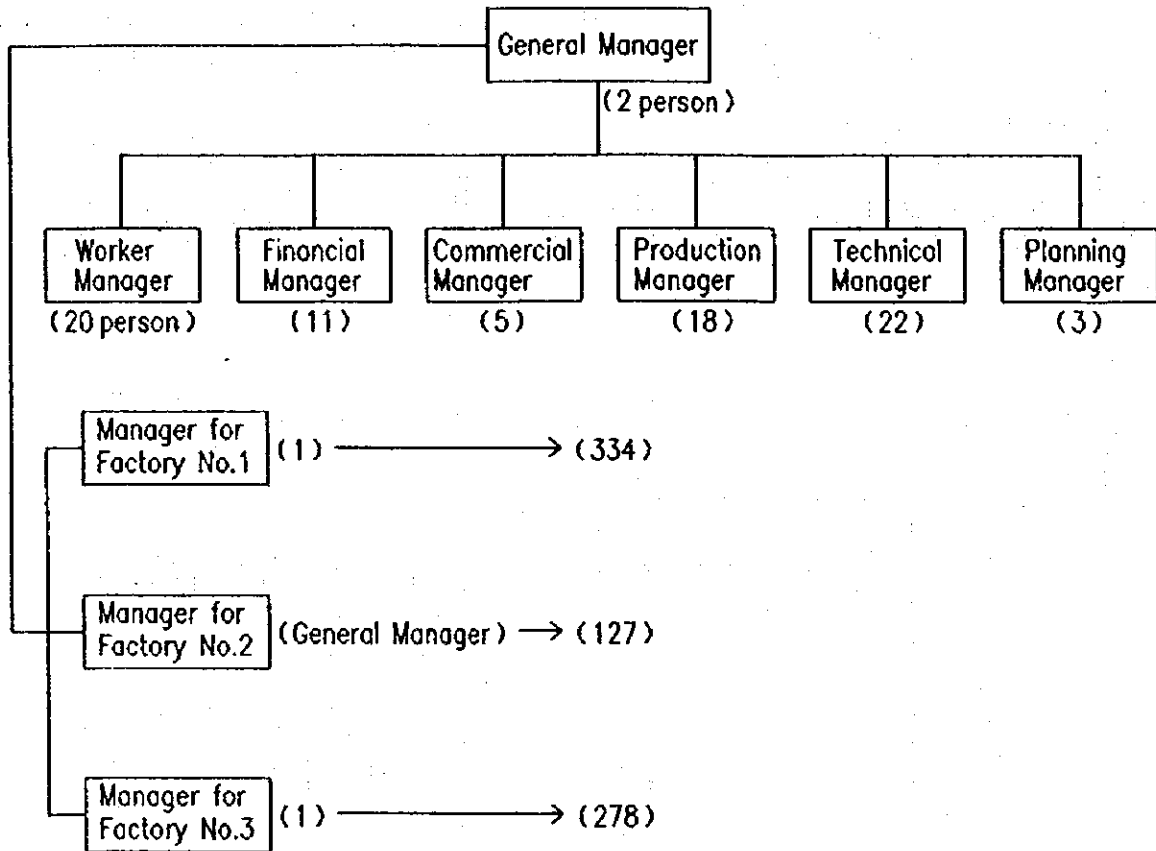 General Manager
(2 person)
Worker Manager
(20 person)
Financial Manager
(11)
Commercial Manager
(5)
Production Manager
(18)
Technical Manager
(22)
Planning Manager
(3)
Manager for
Factory No.1
(1)
(334)
Manager for
Factory No.2
(General Manager)
(127)
Manager for
Factory No.3
(1)
(278)